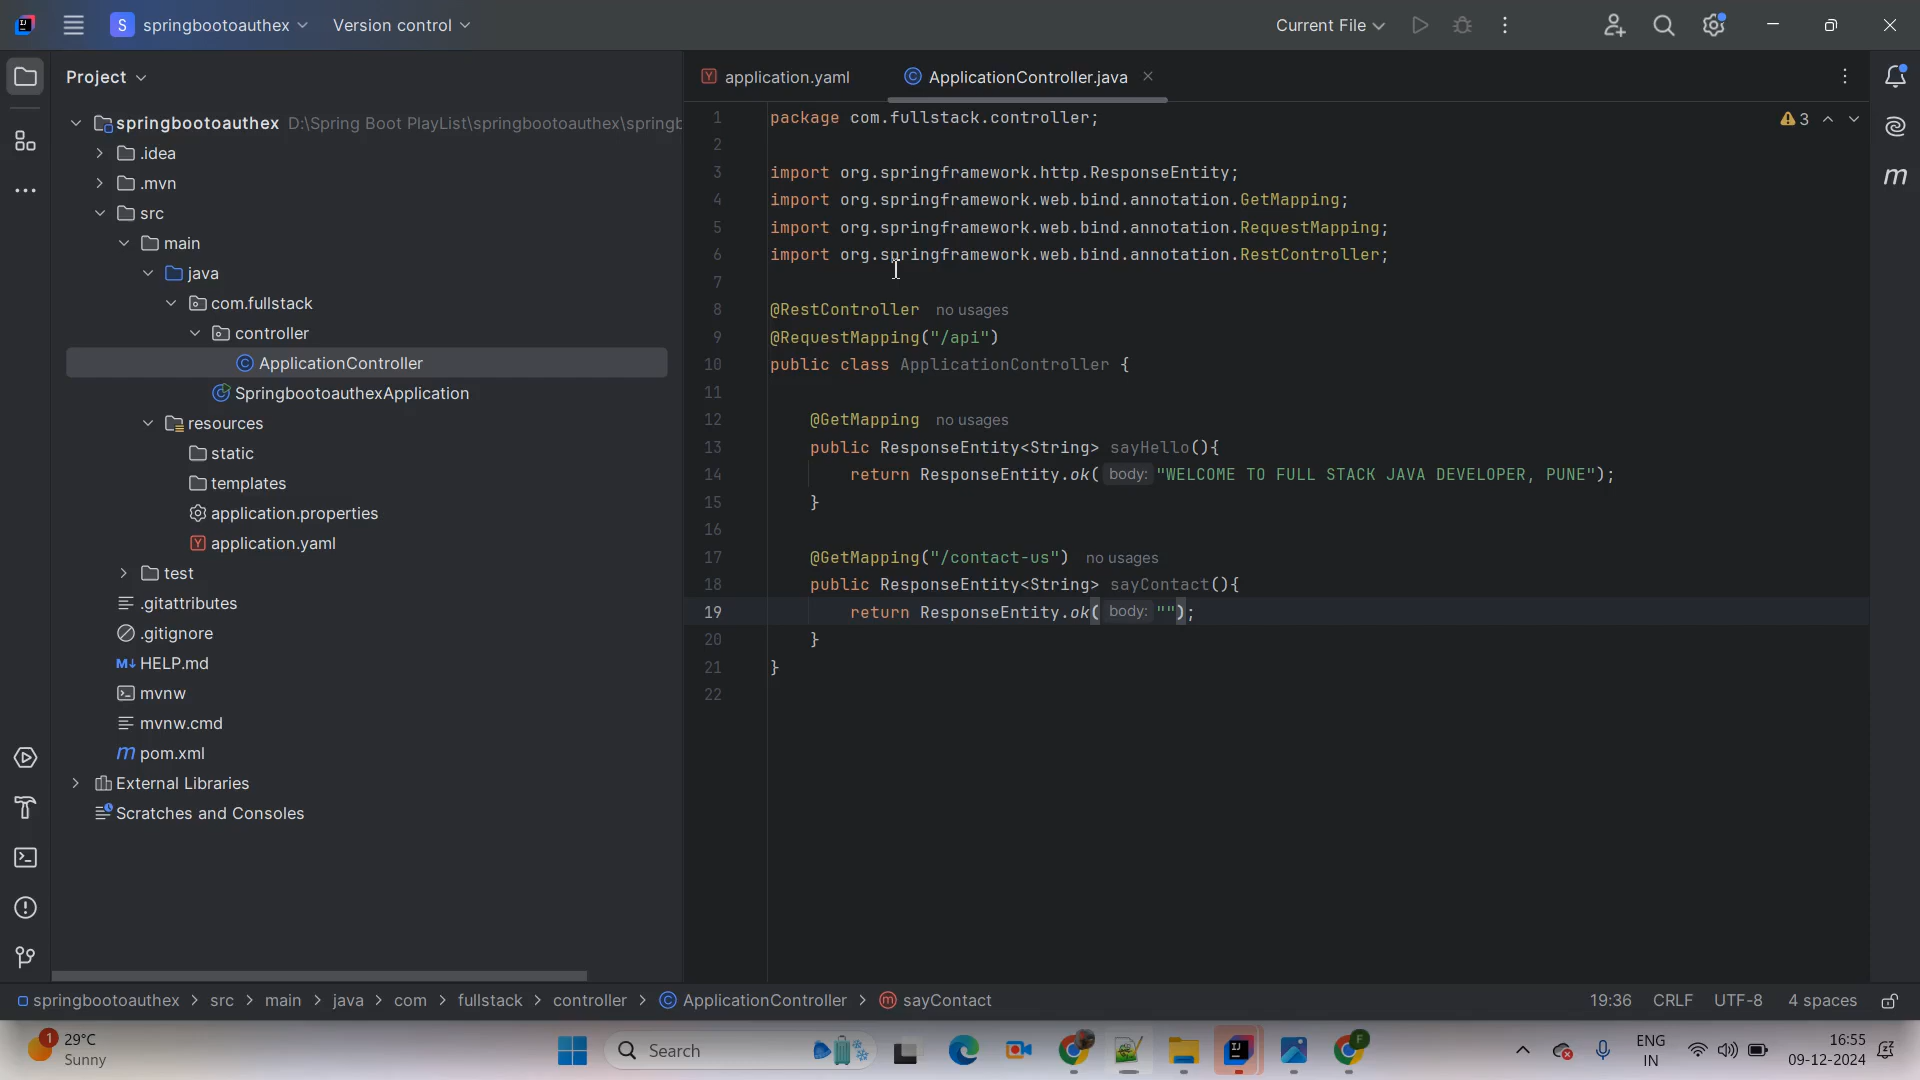 S springbootoauthex Version control Current File
Project
application.yaml ApplicationController.java
springbootoauthex D:\Spring Boot PlayList\springbootoauthex\springb
.idea
.mvn
src
main
java
com.fullstack
controller
ApplicationController
SpringbootoauthexApplication
resources
static
templates
application.properties
application.yaml
test
.gitattributes
.gitignore
HELP.md
mvnw
mvnw.cmd
pom.xml
External Libraries
Scratches and Consoles
1 package com.fullstack.controller; 3
2
3 import org.springframework.http.ResponseEntity;
4 import org.springframework.web.bind.annotation.GetMapping;
5 import org.springframework.web.bind.annotation.RequestMapping;
6 import org.springframework.web.bind.annotation.RestController;
7
8 @RestController no usages
9 @RequestMapping("/api")
10 public class ApplicationController {
11
12 @GetMapping no usages
13 public ResponseEntity<String> sayHello(){
14 return ResponseEntity.ok( body: "WELCOME TO FULL STACK JAVA DEVELOPER, PUNE");
15 }
16
17 @GetMapping("/contact-us") no usages
18 public ResponseEntity<String> sayContact(){
19 return ResponseEntity.ok( body: "");
20 }
21 }
22
springbootoauthex > src > main > java > com > fullstack > controller > ApplicationController > sayContact 19:36 CRLF UTF-8 4 spaces
1 29°C
Sunny
Search
ENG
IN
16:55
09-12-2024